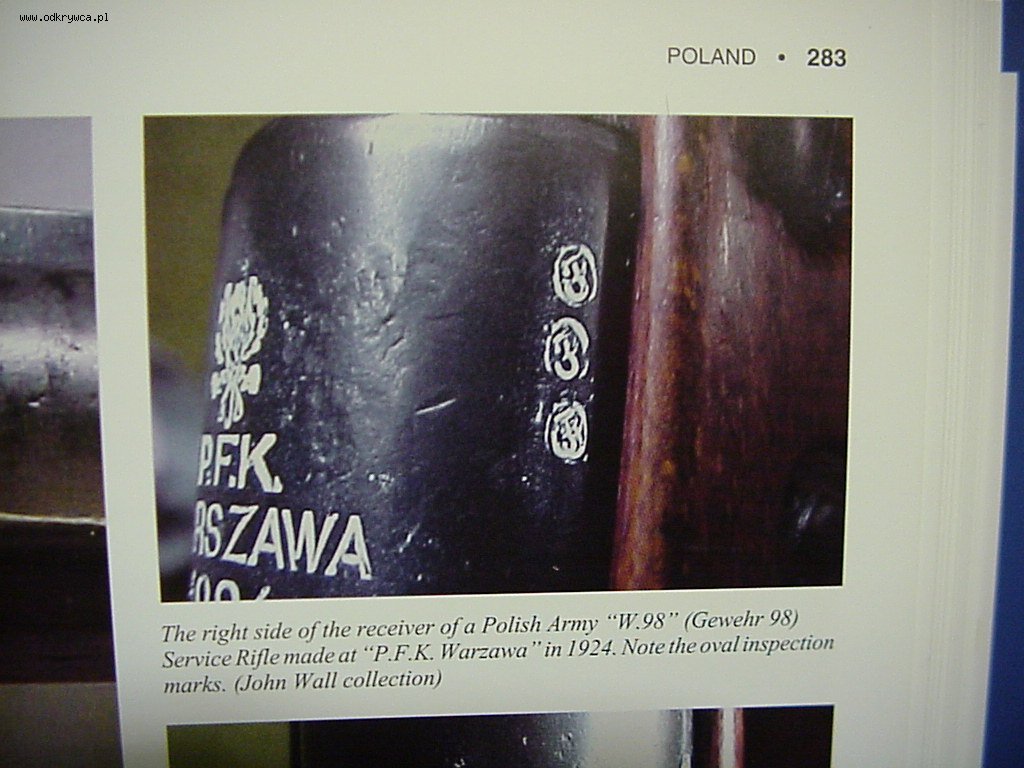 www.odkrywca.pl
POLAND • 283
P.F.K.
RSZAWA
The right side of the receiver of a Polish Army “W.98” (Gewehr 98)
Service Rifle made at “P.F.K. Warzawa” in 1924. Note the oval inspection
marks. (John Wall collection)